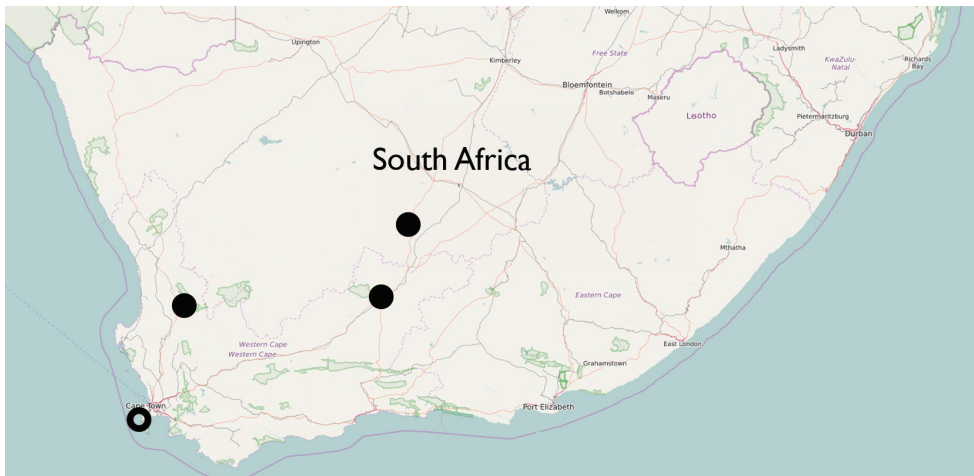 Welkom
Upington
Free State
Ladysmith
Kimberley
KwaZulu-
Natal
Richards
Bay
Bloemfontein
Botshabelo
Maseru
Lesotho
Pietermaritzburg
Durban
South Africa
Mthatha
Eastern Cape
Western Cape
Western Cape
East London
Grahamstown
Cape Town
Port Elizabeth